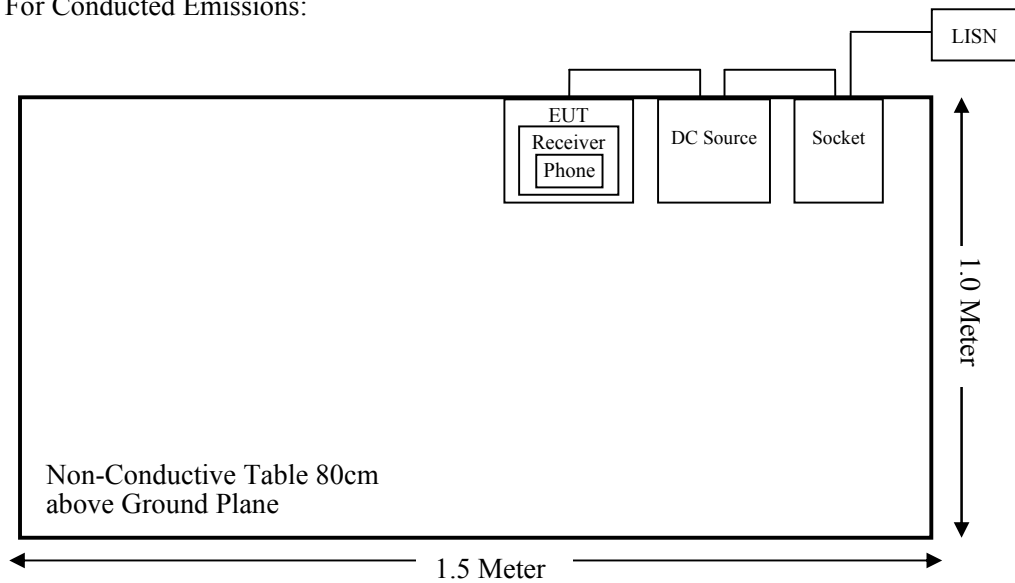 For Conducted Emissions:
LISN
EUT
Receiver
Phone
DC Source
Socket
1.0 Meter
Non-Conductive Table 80cm
above Ground Plane
1.5 Meter